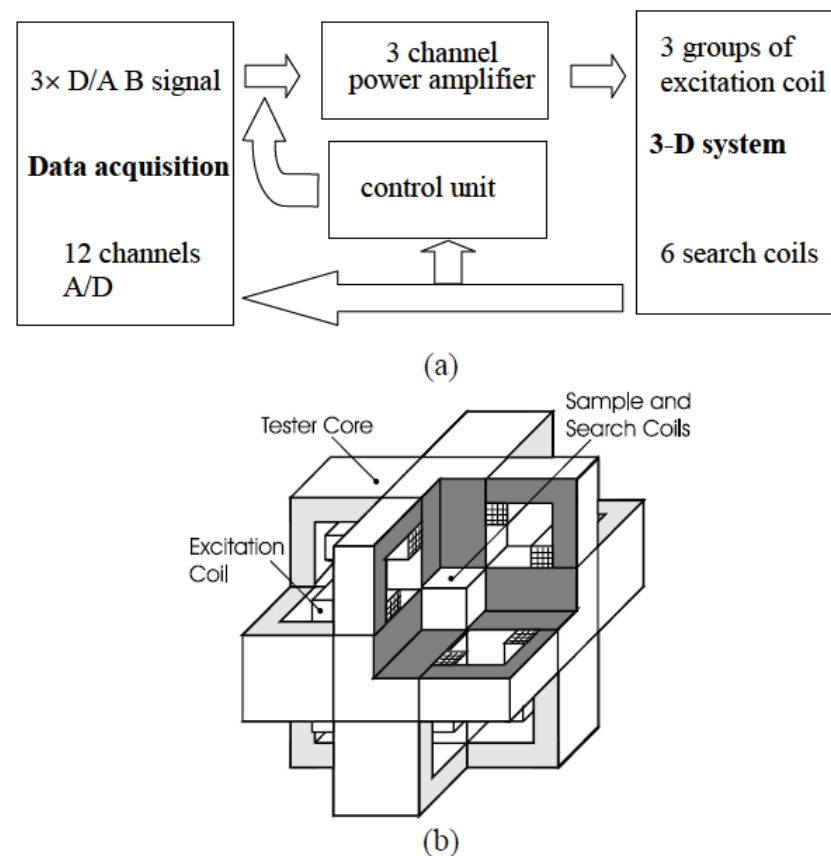 3× D/A B signal
Data acquisition
12 channels
A/D
3 channel
power amplifier
control unit
3 groups of
excitation coil
3-D system
6 search coils
(a)
Tester Core
Sample and
Search Coils
Excitation
Coil
(b)